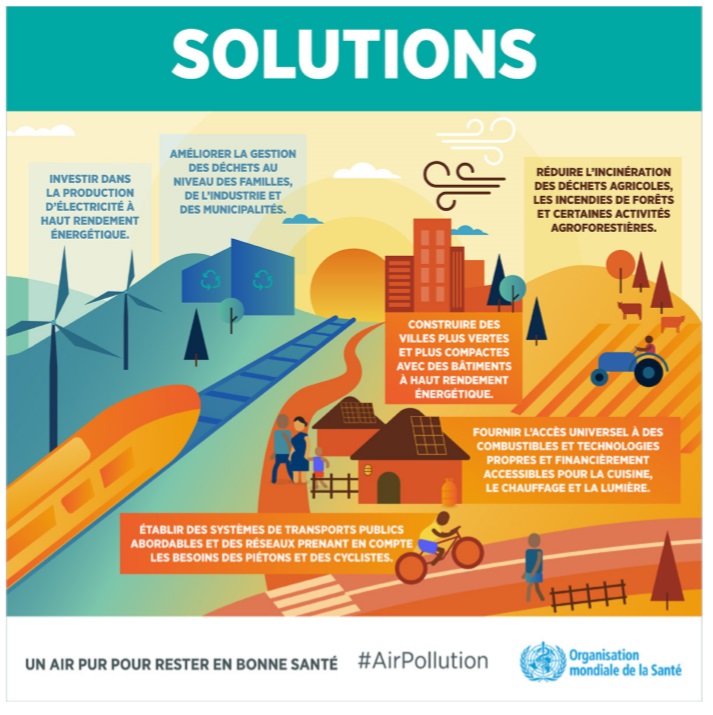 SOLUTIONS
INVESTIR DANS
LA PRODUCTION
D'ÉLECTRICITÉ À
HAUT RENDEMENT
ÉNERGÉTIQUE.
AMÉLIORER LA GESTION
DES DÉCHETS AU
NIVEAU DES FAMILLES,
DE L'INDUSTRIE ET
DES MUNICIPALITÉS.
RÉDUIRE L'INCINÉRATION
DES DÉCHETS AGRICOLES,
LES INCENDIES DE FORÊTS
ET CERTAINES ACTIVITÉS
AGROFORESTIÈRES.
CONSTRUIRE DES
VILLES PLUS VERTES
ET PLUS COMPACTES
AVEC DES BÂTIMENTS
À HAUT RENDEMENT
ÉNERGÉTIQUE.
FOURNIR L'ACCÈS UNIVERSEL À DES
COMBUSTIBLES ET TECHNOLOGIES
PROPRES ET FINANCIÈREMENT
ACCESSIBLES POUR LA CUISINE,
LE CHAUFFAGE ET LA LUMIÈRE.
ÉTABLIR DES SYSTÈMES DE TRANSPORTS PUBLICS
ABORDABLES ET DES RÉSEAUX PRENANT EN COMPTE
LES BESOINS DES PIÉTONS ET DES CYCLISTES.
UN AIR PUR POUR RESTER EN BONNE SANTÉ #AirPollution
Organisation
mondiale de la Santé